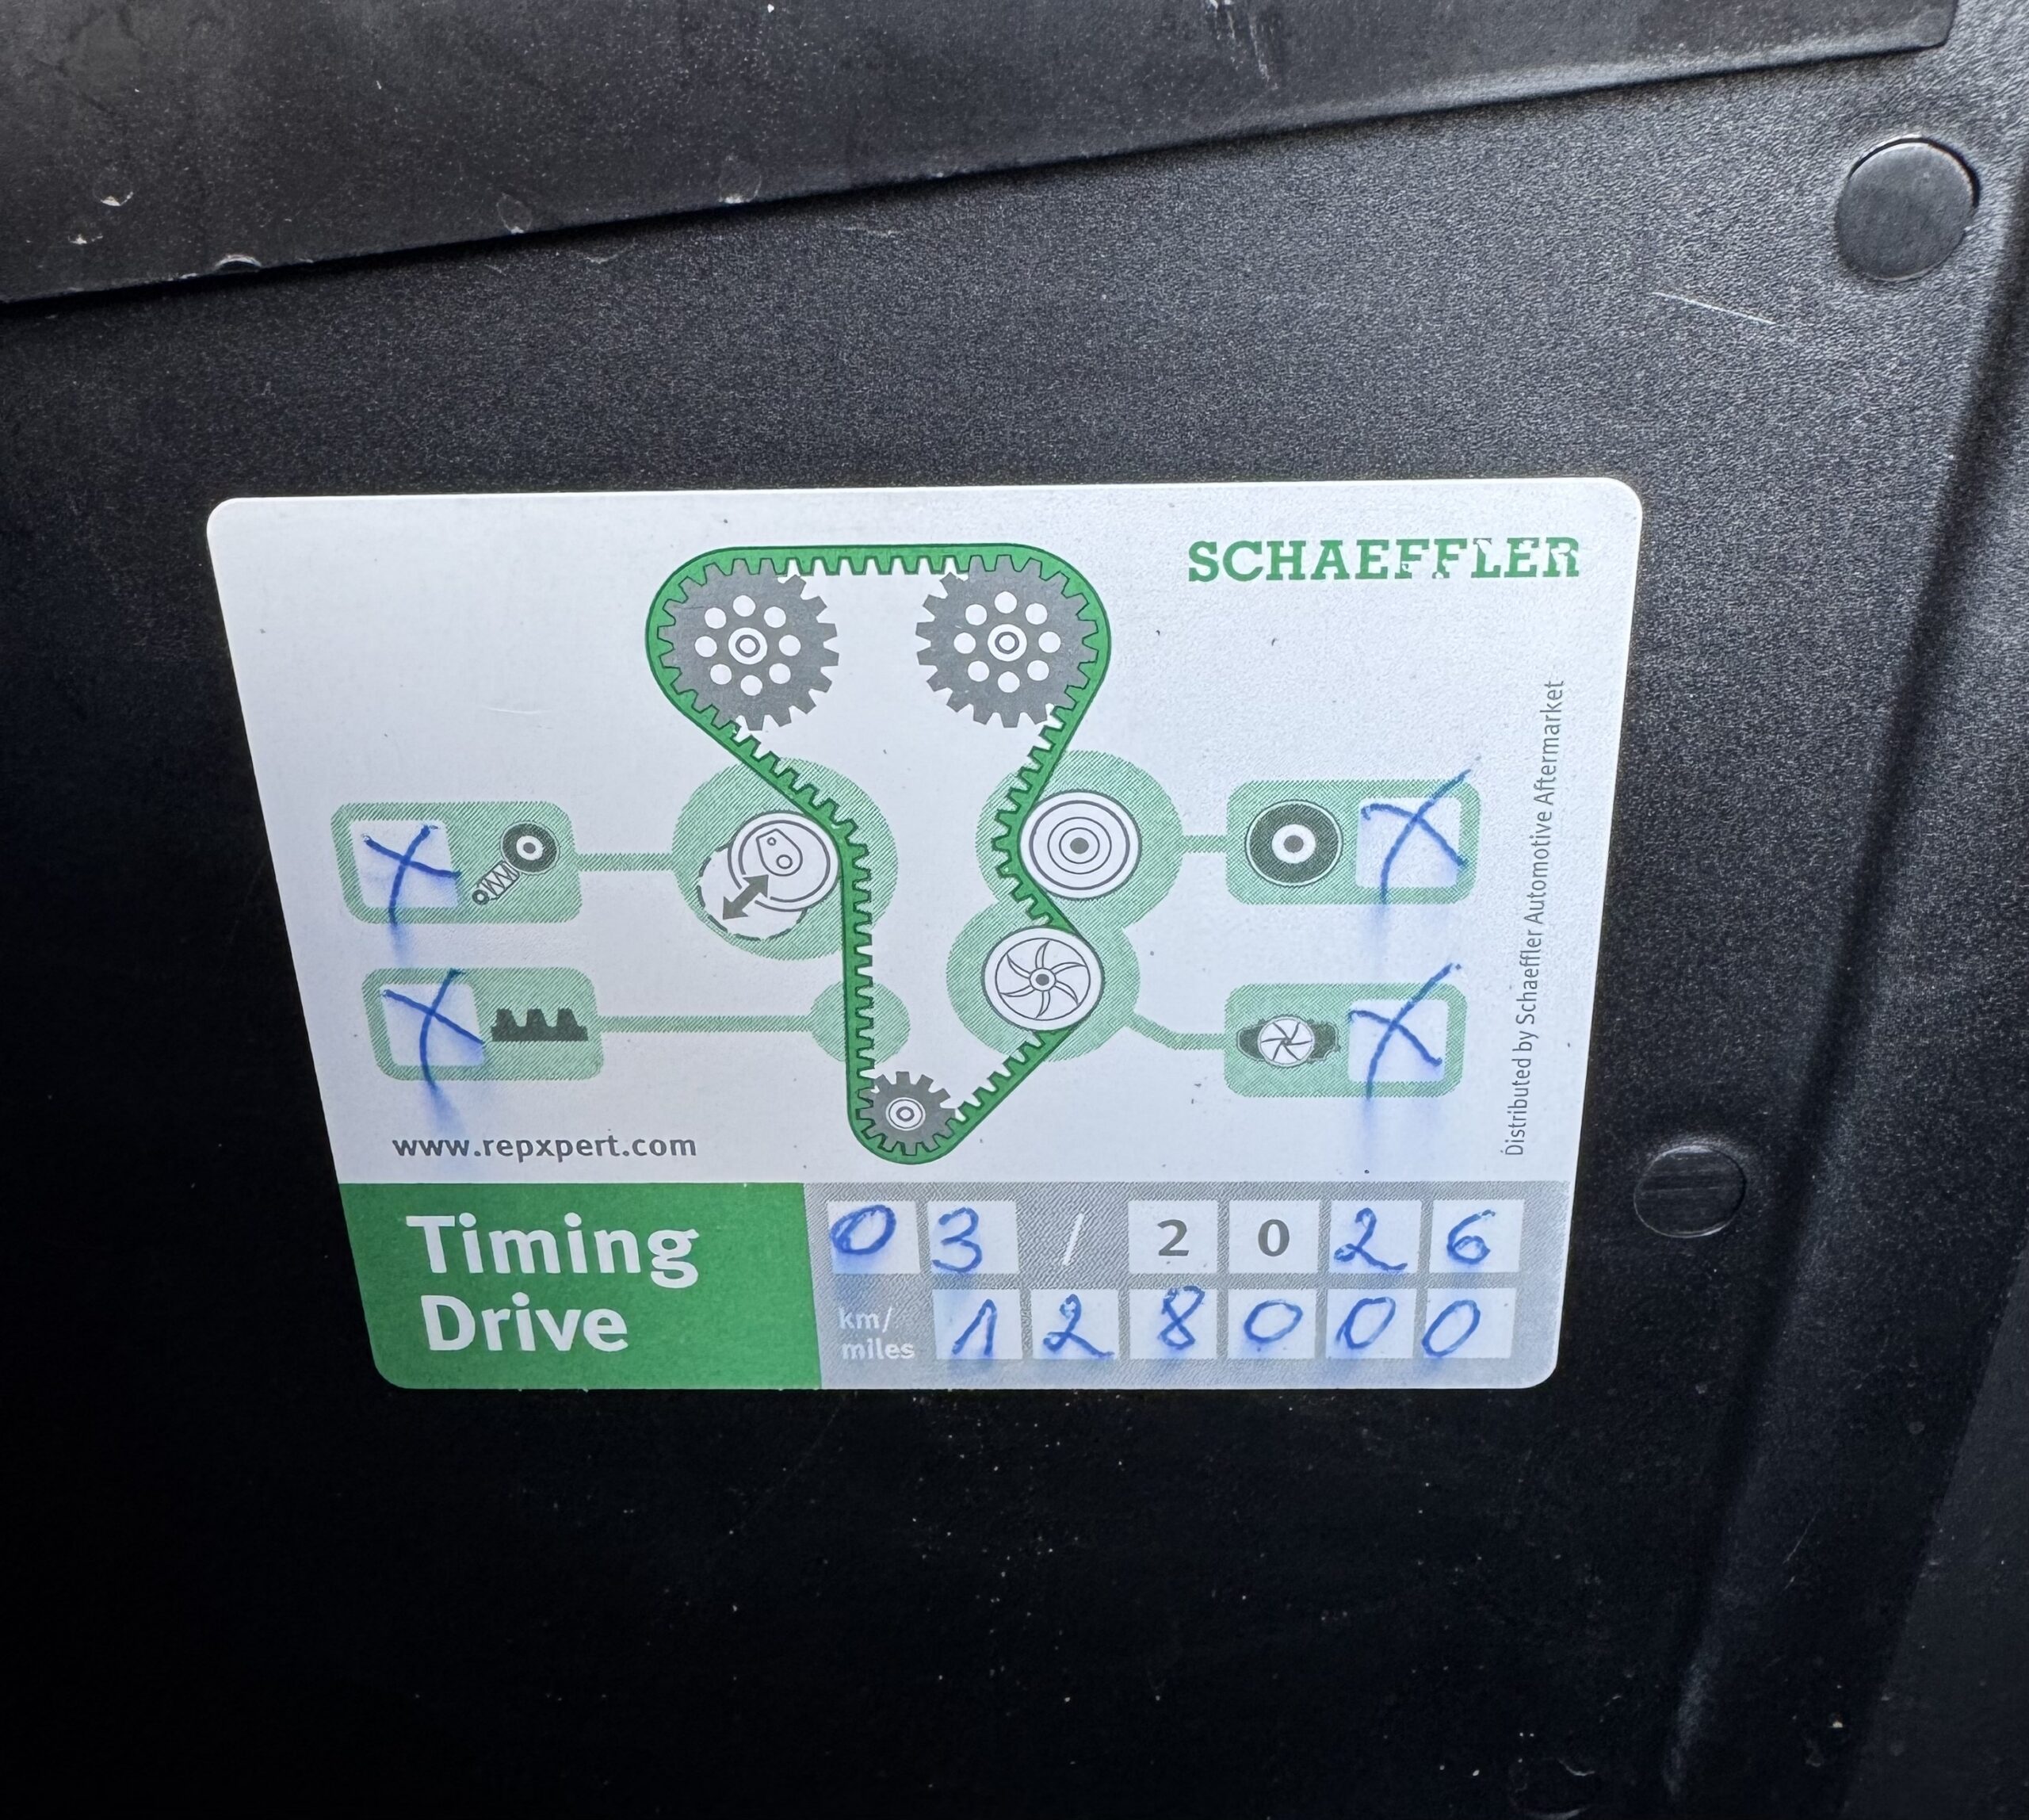 SCHAEFFLER
Distributed by Schaeffler Automotive Aftermarket
X
X
X
X
www.repxpert.com
Timing
Drive
03 / 2026
km/
miles
128000